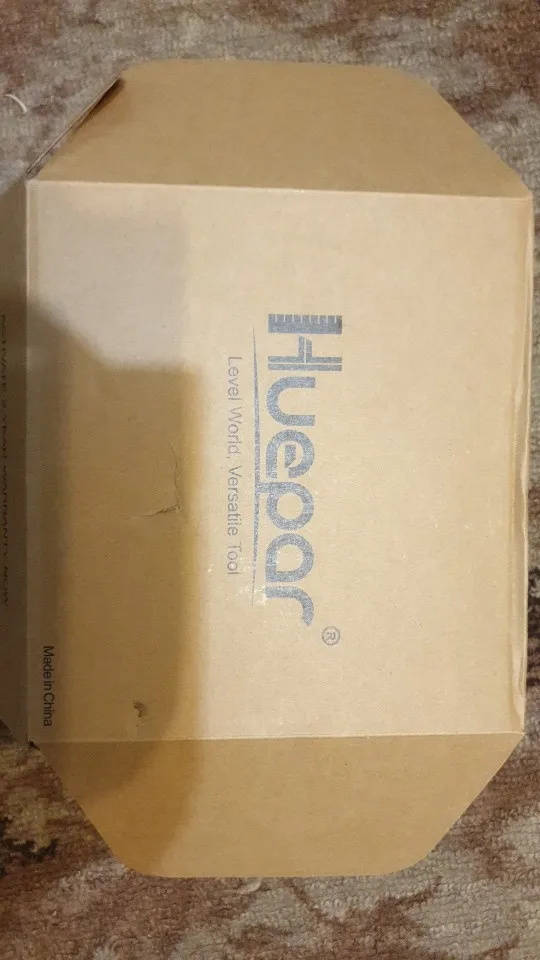 Huepar®
Level World, Versatile Tool
Made in China